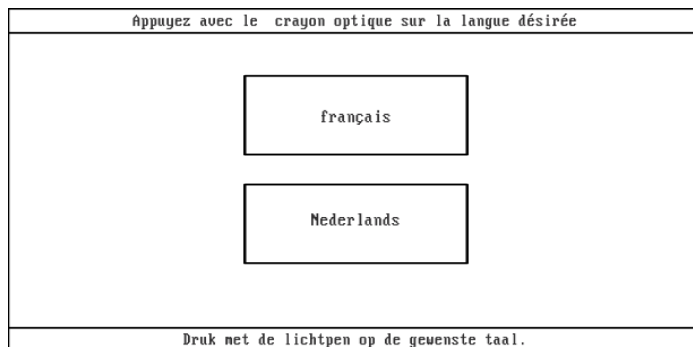 Appuyez avec le crayon optique sur la langue désirée
français
Nederlands
Druk met de lichtpen op de gewenste taal.